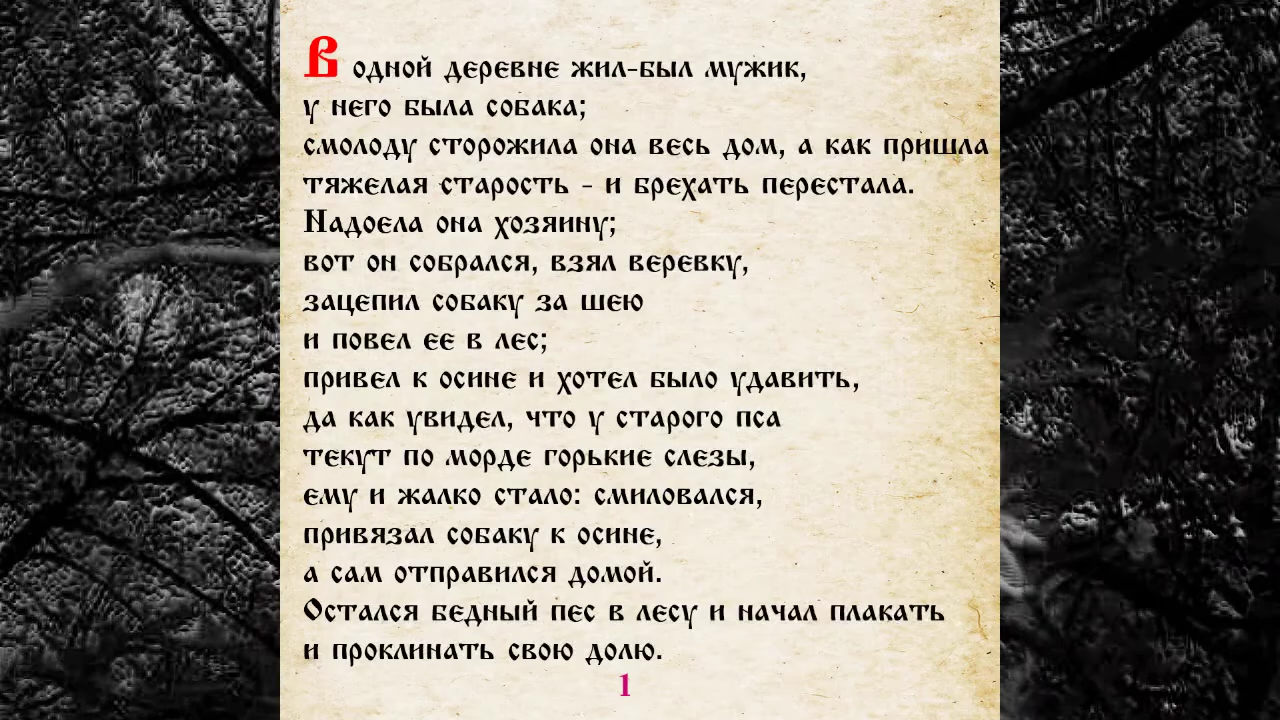 В одной деревне жил-был мужик,
у него была собака;
смолоду сторожила она весь дом, а как пришла
тяжелая старость - и брехать перестала.
Надоела она хозяину;
вот он собрался, взял веревку,
зацепил собаку за шею
и повел ее в лес;
привел к осине и хотел было удавить,
да как увидел, что у старого пса
текут по морде горькие слезы,
ему и жалко стало: смиловался,
привязал собаку к осине,
а сам отправился домой.
Остался бедный пес в лесу и начал плакать
и проклинать свою долю.
1